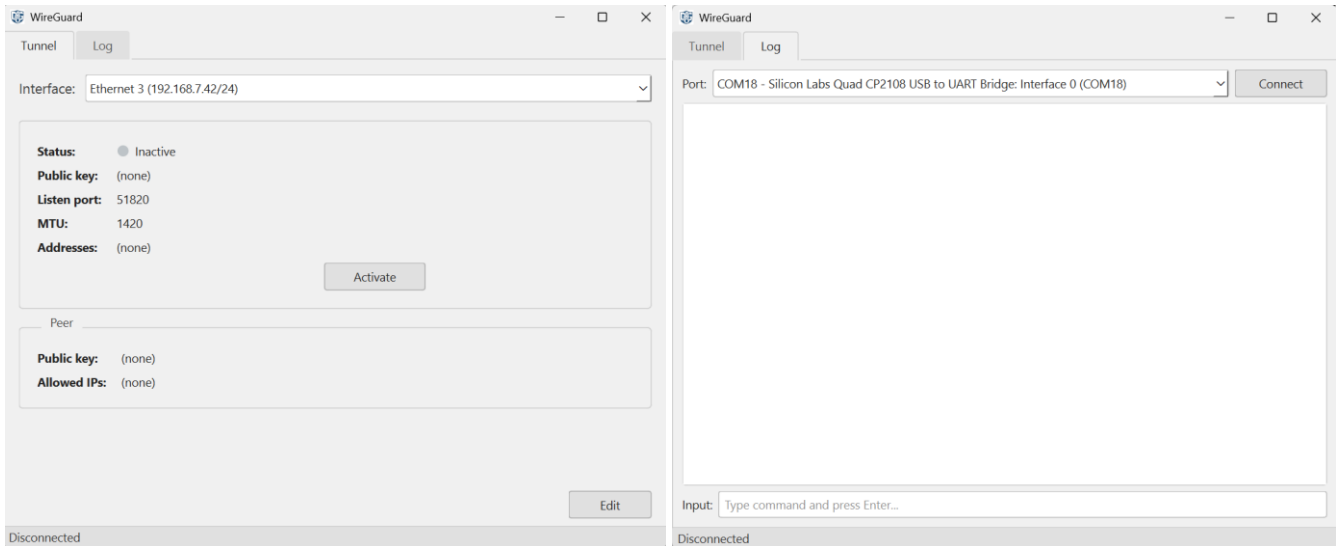 WireGuard
Tunnel Log
Interface: Ethernet 3 (192.168.7.42/24)
Status: Inactive
Public key: (none)
Listen port: 51820
MTU: 1420
Addresses: (none)
Activate
Peer
Public key: (none)
Allowed IPs: (none)
Edit
Disconnected
WireGuard
Tunnel Log
Port: COM18 - Silicon Labs Quad CP2108 USB to UART Bridge: Interface 0 (COM18) Connect
Input: Type command and press Enter...
Disconnected